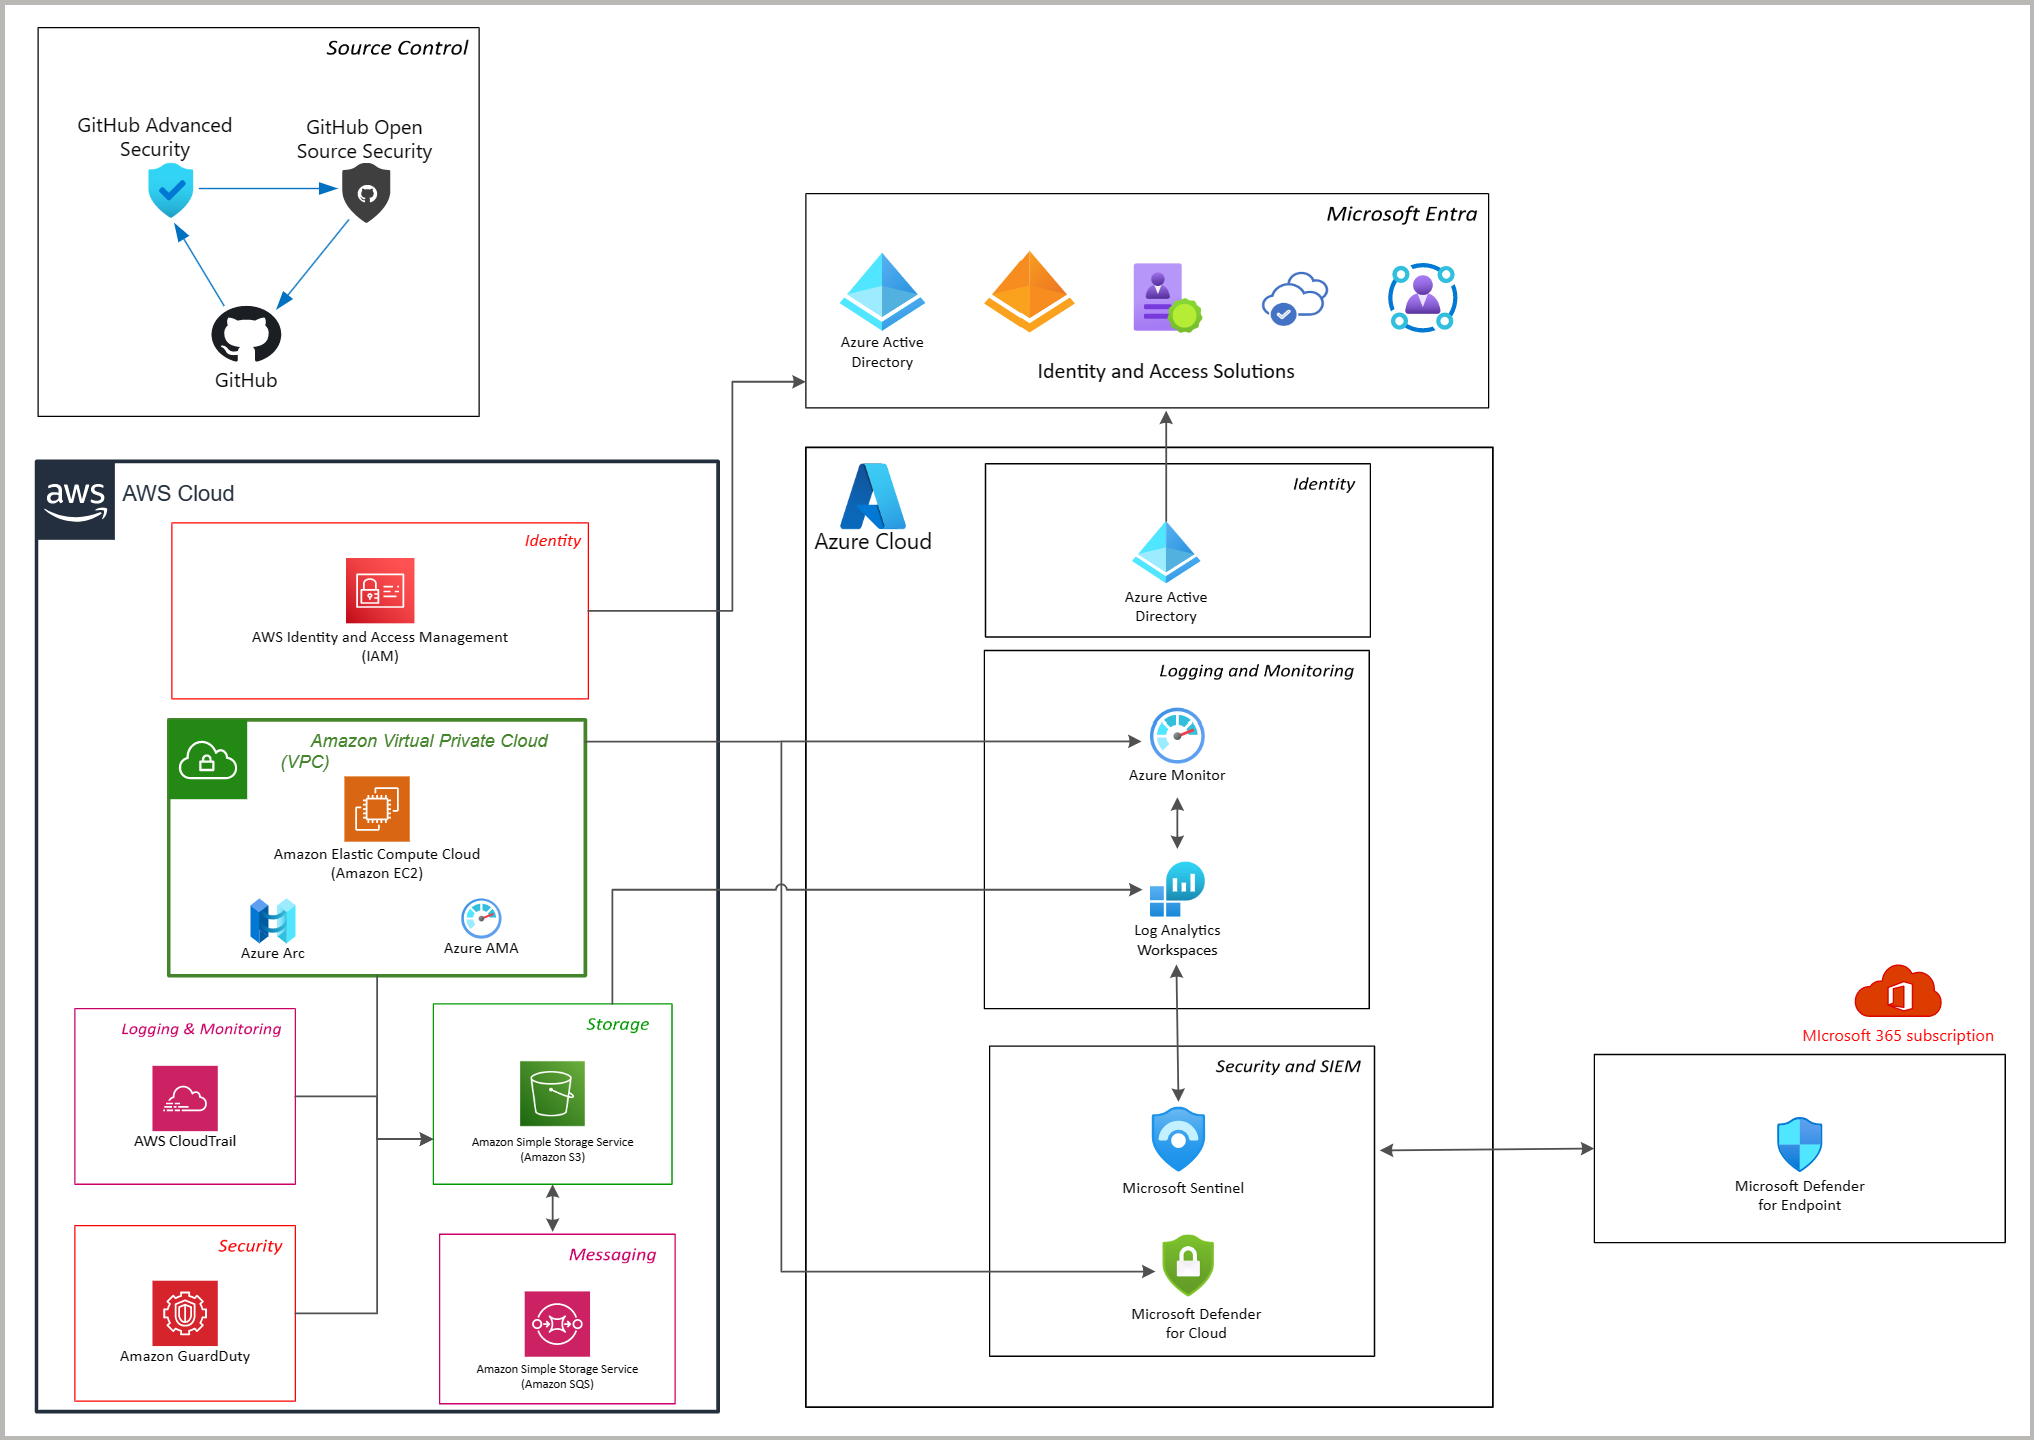 Source Control
GitHub Advanced
Security
GitHub Open
Source Security
GitHub
Microsoft Entra
Azure Active
Directory
Identity and Access Solutions
aws
AWS Cloud
Identity
AWS Identity and Access Management
(IAM)
Amazon Virtual Private Cloud
(VPC)
Amazon Elastic Compute Cloud
(Amazon EC2)
Azure Arc
Azure AMA
Logging & Monitoring
AWS CloudTrail
Storage
Amazon Simple Storage Service
(Amazon S3)
Security
Amazon GuardDuty
Messaging
Amazon Simple Storage Service
(Amazon SQS)
Azure Cloud
Identity
Azure Active
Directory
Logging and Monitoring
Azure Monitor
Log Analytics
Workspaces
Security and SIEM
Microsoft Sentinel
Microsoft Defender
for Cloud
MIcrosoft 365 subscription
Microsoft Defender
for Endpoint